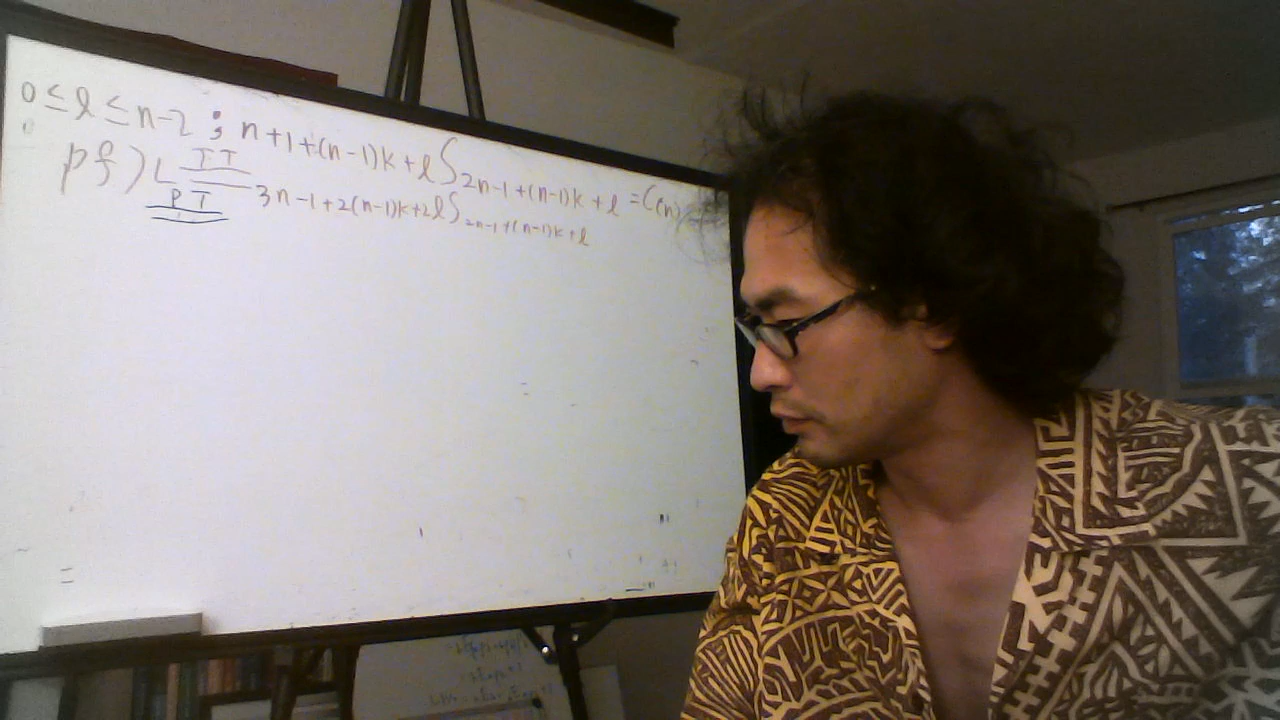 0 ≤ l ≤ n-2 ; n+1+(n-1)k+l S 2n-1+(n-1)k+l = C(n)
pf) L TT
PT 3n-1+2(n-1)k+2l S 2n-1+(n-1)k+l